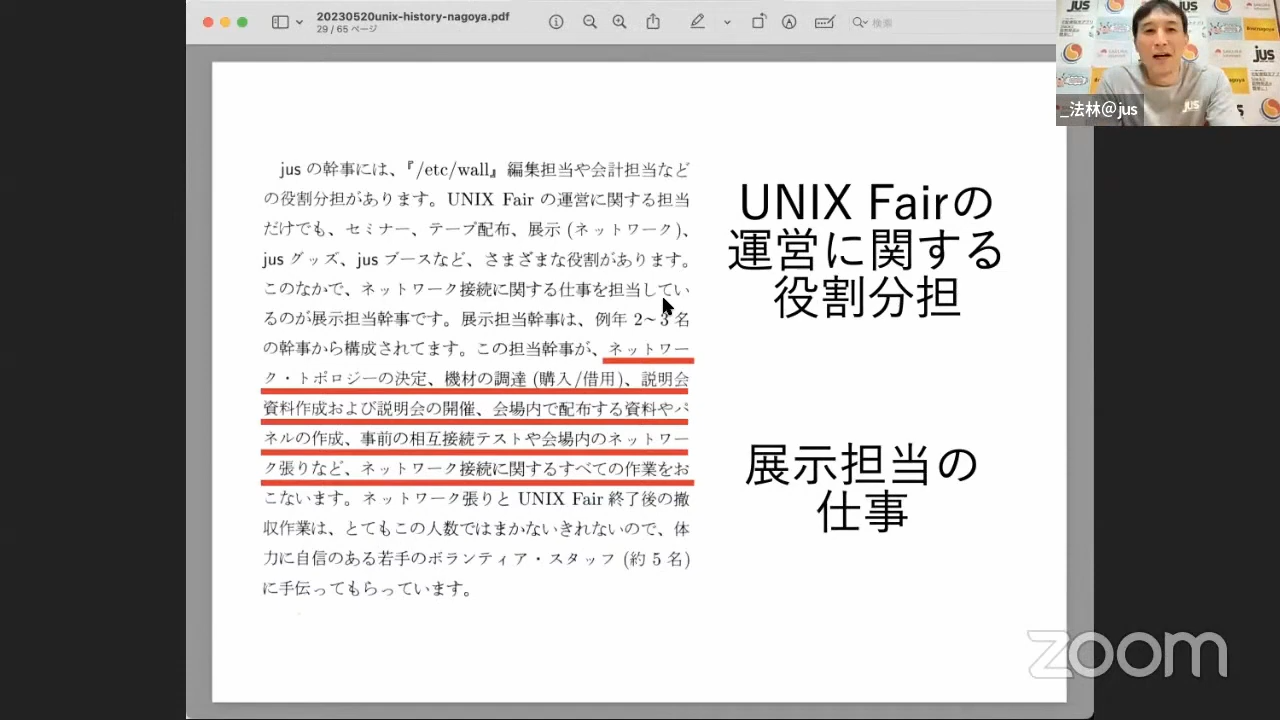 20230520unix-history-nagoya.pdf
29 / 65 ページ
検索
jus の幹事には、『/etc/wall』編集担当や会計担当など
の役割分担があります。UNIX Fair の運営に関する担当
だけでも、セミナー、テープ配布、展示 (ネットワーク)、
jus グッズ、jus ブースなど、さまざまな役割があります。
このなかで、ネットワーク接続に関する仕事を担当してい
るのが展示担当幹事です。展示担当幹事は、例年 2~3 名
の幹事から構成されてます。この担当幹事が、ネットワー
ク・トポロジーの決定、機材の調達 (購入/借用)、説明会
資料作成および説明会の開催、会場内で配布する資料やパ
ネルの作成、事前の相互接続テストや会場内のネットワー
ク張りなど、ネットワーク接続に関するすべての作業をお
こないます。ネットワーク張りと UNIX Fair 終了後の撤
収作業は、とてもこの人数ではまかないきれないので、体
力に自信のある若手のボランティア・スタッフ (約 5 名)
に手伝ってもらっています。
UNIX Fairの
運営に関する
役割分担
展示担当の
仕事
jus
jus
jus
jus
_法林@jus
zoom